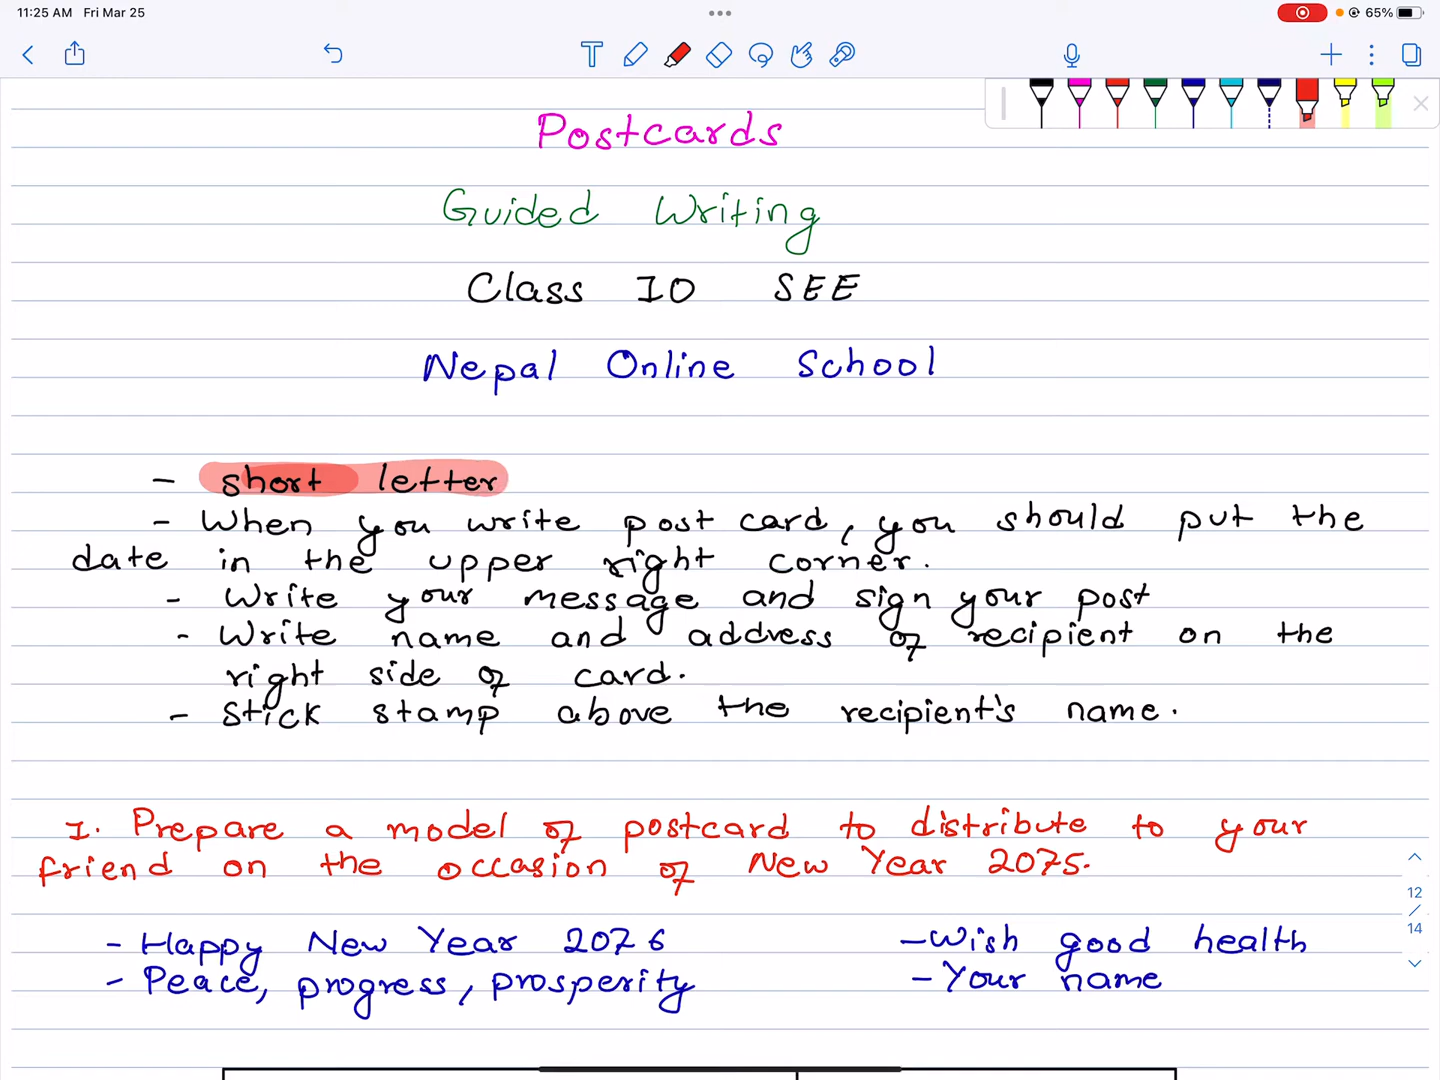 11:25 AM Fri Mar 25
65%
Postcards
Guided Writing
Class 10 SEE
Nepal Online School
- short letter
- When you write post card, you should put the
date in the upper right corner.
- Write your message and sign your post
- Write name and address of recipient on the
right side of card.
- Stick stamp above the recipient's name.
1. Prepare a model of postcard to distribute to your
friend on the occasion of New Year 2075.
- Happy New Year 2076
- Wish good health
- Peace, progress, prosperity
- Your name
12
/
14